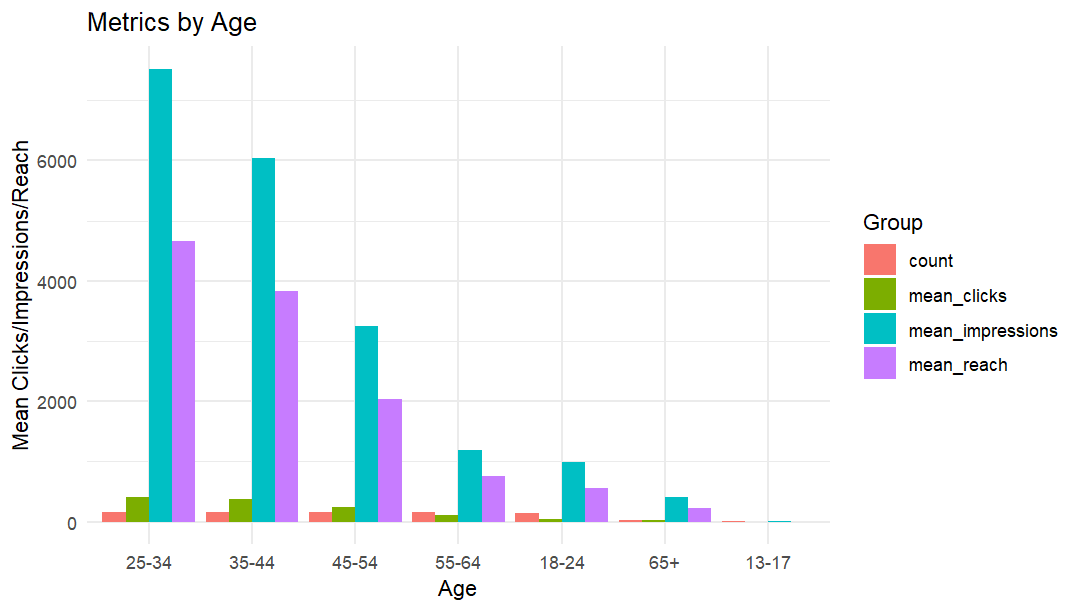 Metrics by Age
Mean Clicks/Impressions/Reach
6000
4000
2000
0
25-34
35-44
45-54
55-64
18-24
65+
13-17
Age
Group
count
mean_clicks
mean_impressions
mean_reach